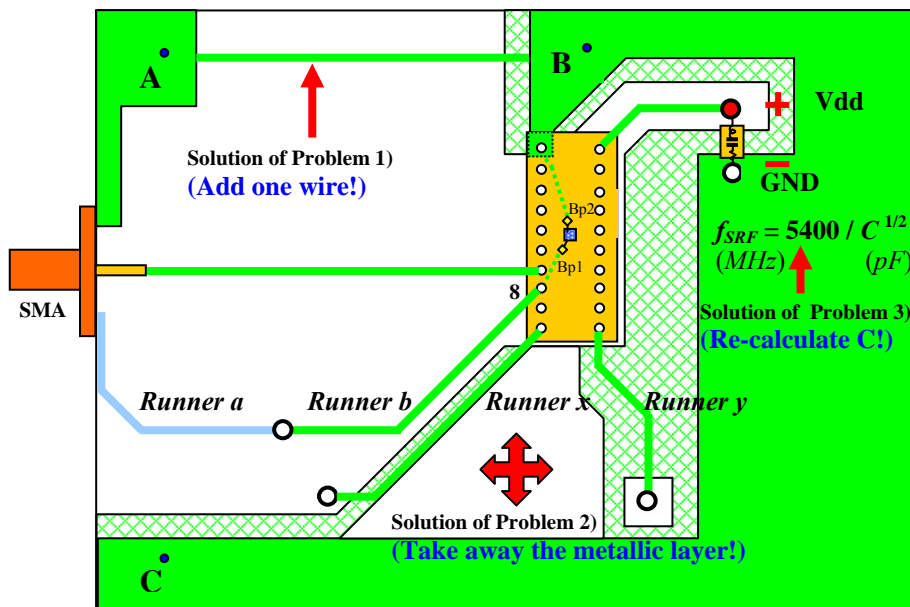 A
B
+ Vdd
Solution of Problem 1)
(Add one wire!)
− GND
Bp2
f_SRF = 5400 / C^1/2
(MHz) (pF)
Bp1
8
SMA
Solution of Problem 3)
(Re-calculate C!)
Runner a
Runner b
Runner x
Runner y
Solution of Problem 2)
(Take away the metallic layer!)
C